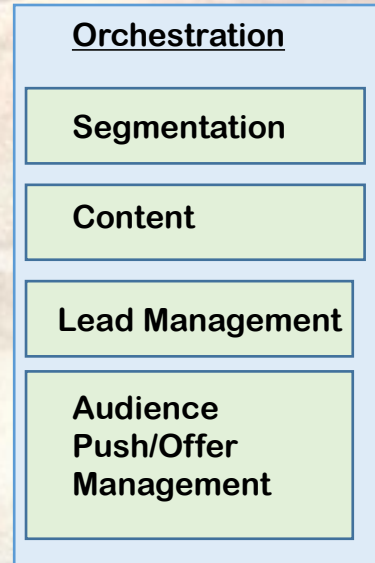 Orchestration
Segmentation
Content
Lead Management
Audience
Push/Offer
Management